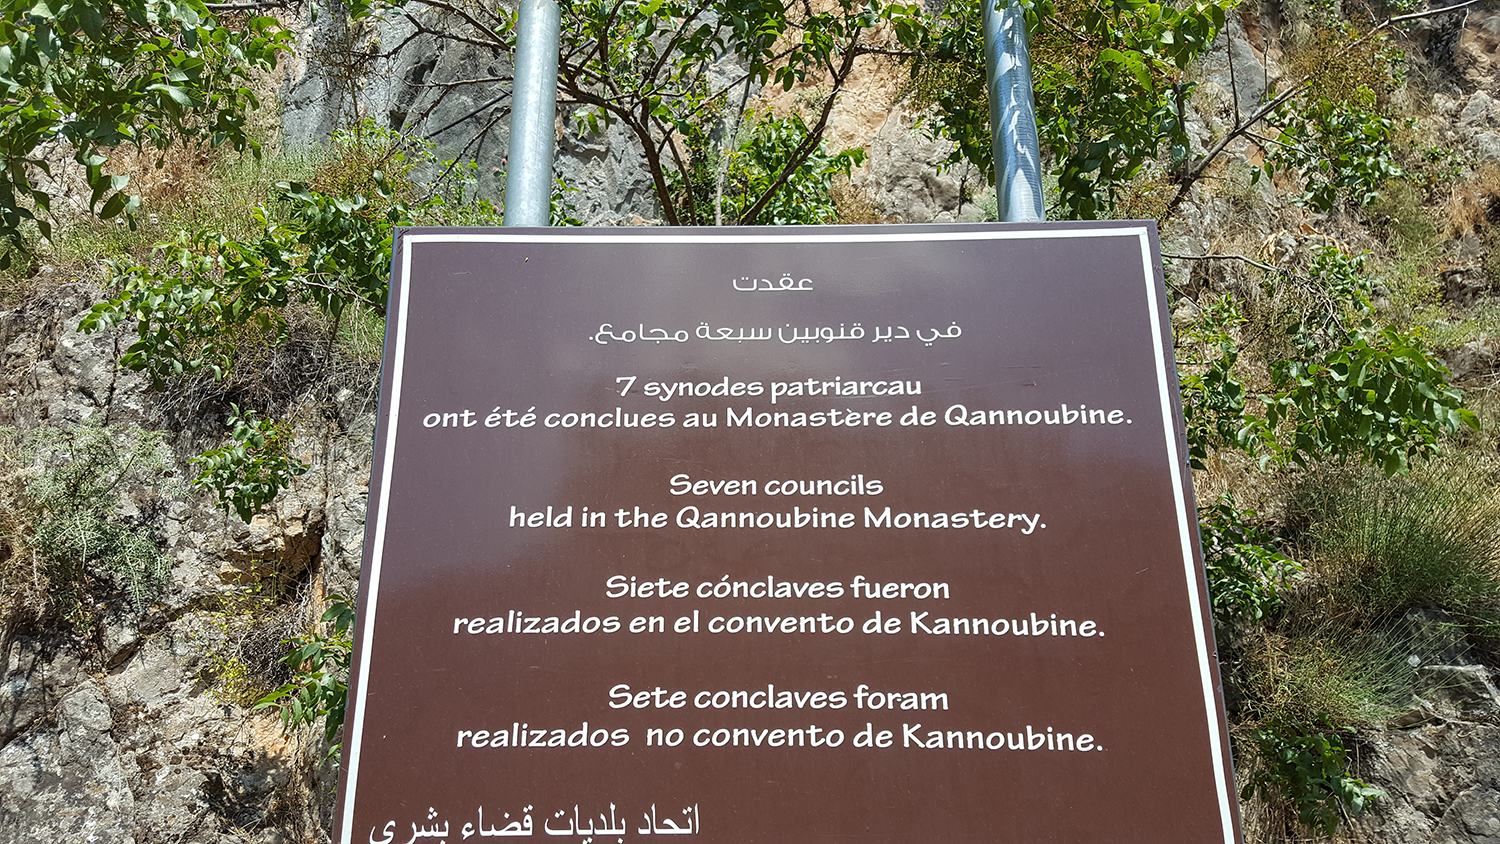 عقدت
في دير قنوبين سبعة مجامع.
7 synodes patriarcau
ont été conclues au Monastère de Qannoubine.
Seven councils
held in the Qannoubine Monastery.
Siete cónclaves fueron
realizados en el convento de Kannoubine.
Sete conclaves foram
realizados no convento de Kannoubine.
اتحاد بلديات قضاء بشري